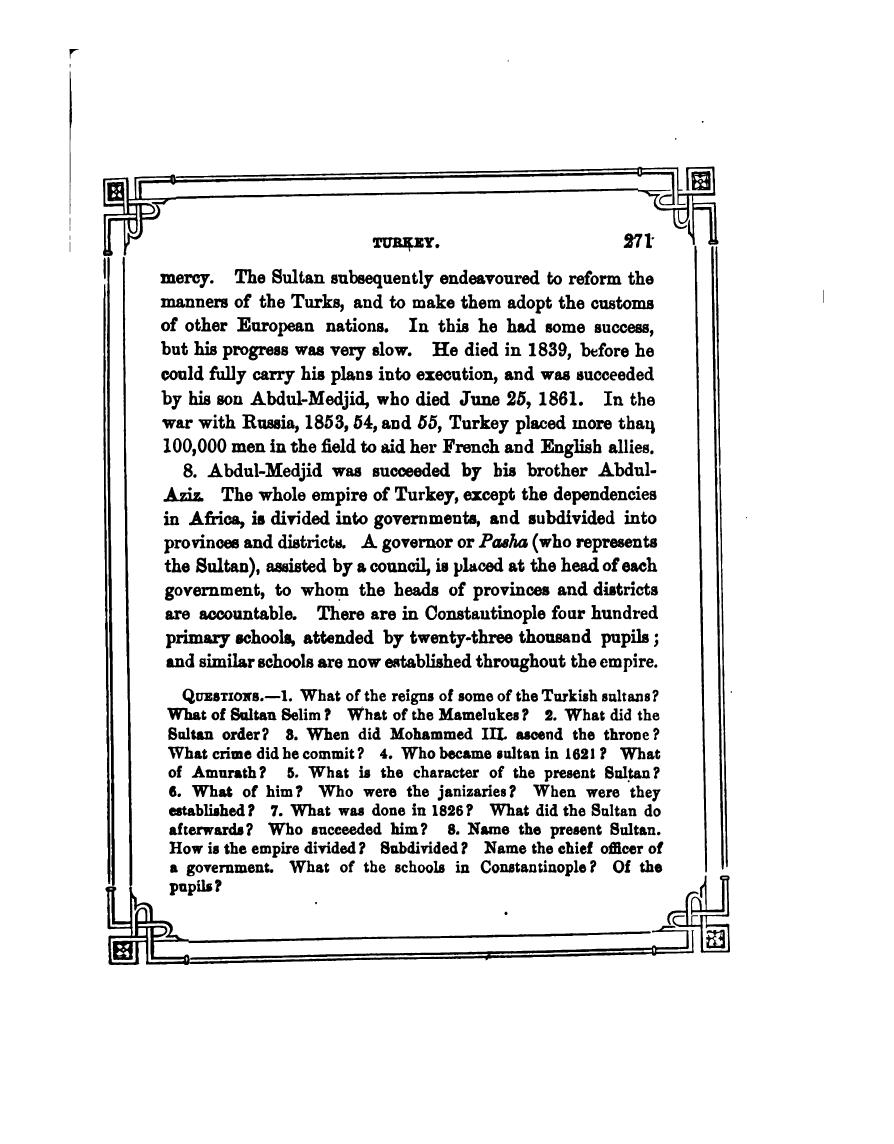 TURKEY. 271
mercy. The Sultan subsequently endeavoured to reform the
manners of the Turks, and to make them adopt the customs
of other European nations. In this he had some success,
but his progress was very slow. He died in 1839, before he
could fully carry his plans into execution, and was succeeded
by his son Abdul-Medjid, who died June 25, 1861. In the
war with Russia, 1853, 54, and 55, Turkey placed more than
100,000 men in the field to aid her French and English allies.
8. Abdul-Medjid was succeeded by his brother Abdul-
Aziz. The whole empire of Turkey, except the dependencies
in Africa, is divided into governments, and subdivided into
provinces and districts. A governor or Pasha (who represents
the Sultan), assisted by a council, is placed at the head of each
government, to whom the heads of provinces and districts
are accountable. There are in Constantinople four hundred
primary schools, attended by twenty-three thousand pupils;
and similar schools are now established throughout the empire.
QUESTIONS.—1. What of the reigns of some of the Turkish sultans?
What of Sultan Selim? What of the Mamelukes? 2. What did the
Sultan order? 3. When did Mohammed III. ascend the throne?
What crime did he commit? 4. Who became sultan in 1621? What
of Amurath? 5. What is the character of the present Sultan?
6. What of him? Who were the janizaries? When were they
established? 7. What was done in 1826? What did the Sultan do
afterwards? Who succeeded him? 8. Name the present Sultan.
How is the empire divided? Subdivided? Name the chief officer of
a government. What of the schools in Constantinople? Of the
pupils?